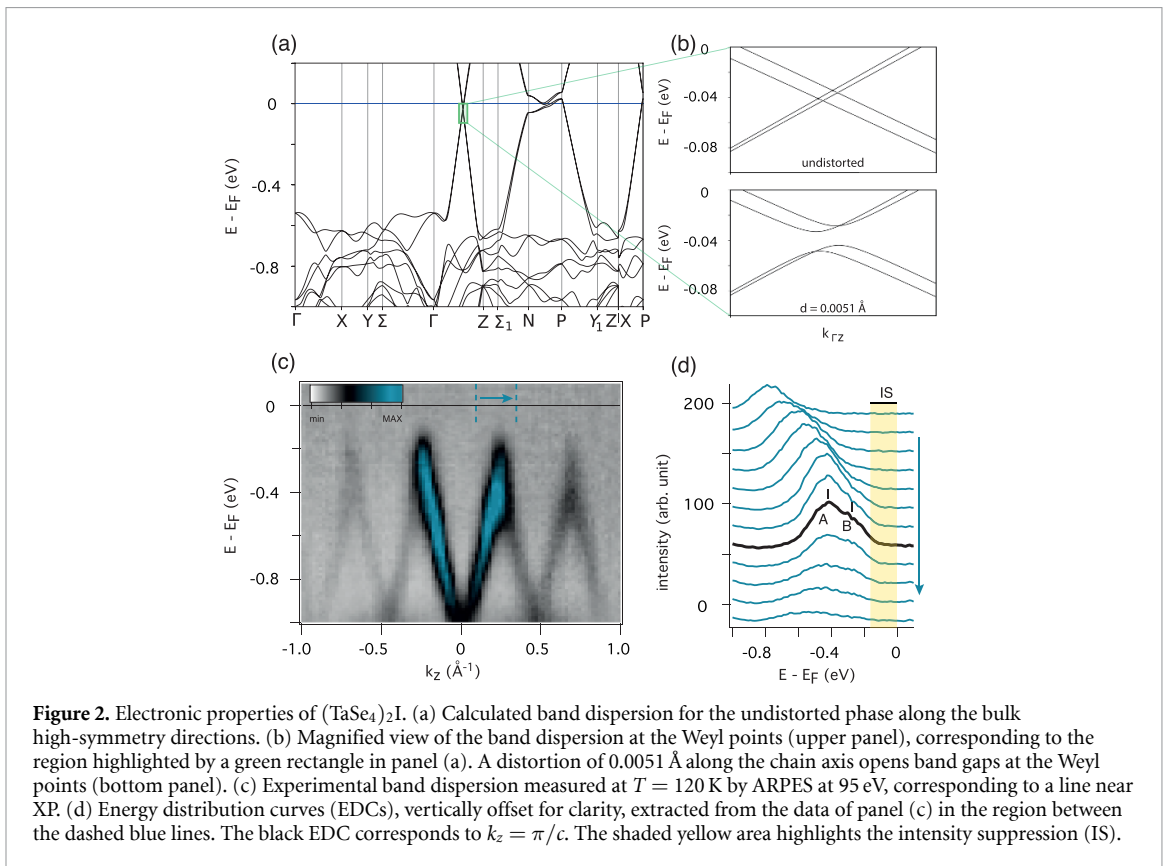 (a)
E - E_F (eV)
0
-0.4
-0.8
Γ X Y Σ Γ Z Σ₁ N P Y₁ Z X P
(b)
E - E_F (eV)
0
-0.04
-0.08
undistorted
E - E_F (eV)
0
-0.04
-0.08
d = 0.0051 Å
k_ΓZ
(c)
min MAX
E - E_F (eV)
0
-0.4
-0.8
-1.0 -0.5 0 0.5 1.0
k_z (Å⁻¹)
(d)
IS
intensity (arb. unit)
200
100
0
A B
-0.8 -0.4 0
E - E_F (eV)
Figure 2. Electronic properties of (TaSe₄)₂I. (a) Calculated band dispersion for the undistorted phase along the bulk
high-symmetry directions. (b) Magnified view of the band dispersion at the Weyl points (upper panel), corresponding to the
region highlighted by a green rectangle in panel (a). A distortion of 0.0051 Å along the chain axis opens band gaps at the Weyl
points (bottom panel). (c) Experimental band dispersion measured at T = 120 K by ARPES at 95 eV, corresponding to a line near
XP. (d) Energy distribution curves (EDCs), vertically offset for clarity, extracted from the data of panel (c) in the region between
the dashed blue lines. The black EDC corresponds to k_z = π/c. The shaded yellow area highlights the intensity suppression (IS).